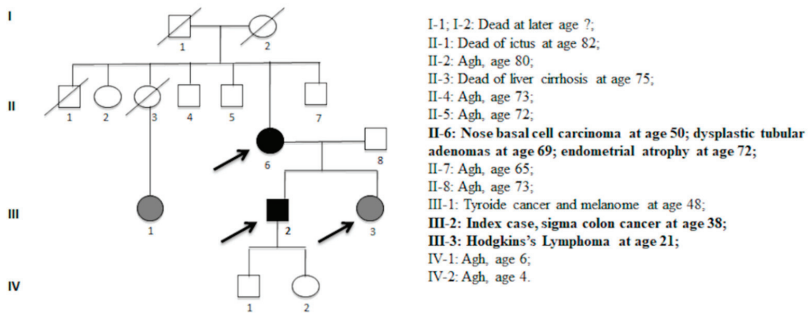 I
1 2
II
1 2 3 4 5 7
6 8
III
1 2 3
IV
1 2
I-1; I-2: Dead at later age ?;
II-1: Dead of ictus at age 82;
II-2: Agh, age 80;
II-3: Dead of liver cirrhosis at age 75;
II-4: Agh, age 73;
II-5: Agh, age 72;
II-6: Nose basal cell carcinoma at age 50; dysplastic tubular
adenomas at age 69; endometrial atrophy at age 72;
II-7: Agh, age 65;
II-8: Agh, age 73;
III-1: Tyroide cancer and melanome at age 48;
III-2: Index case, sigma colon cancer at age 38;
III-3: Hodgkins's Lymphoma at age 21;
IV-1: Agh, age 6;
IV-2: Agh, age 4.